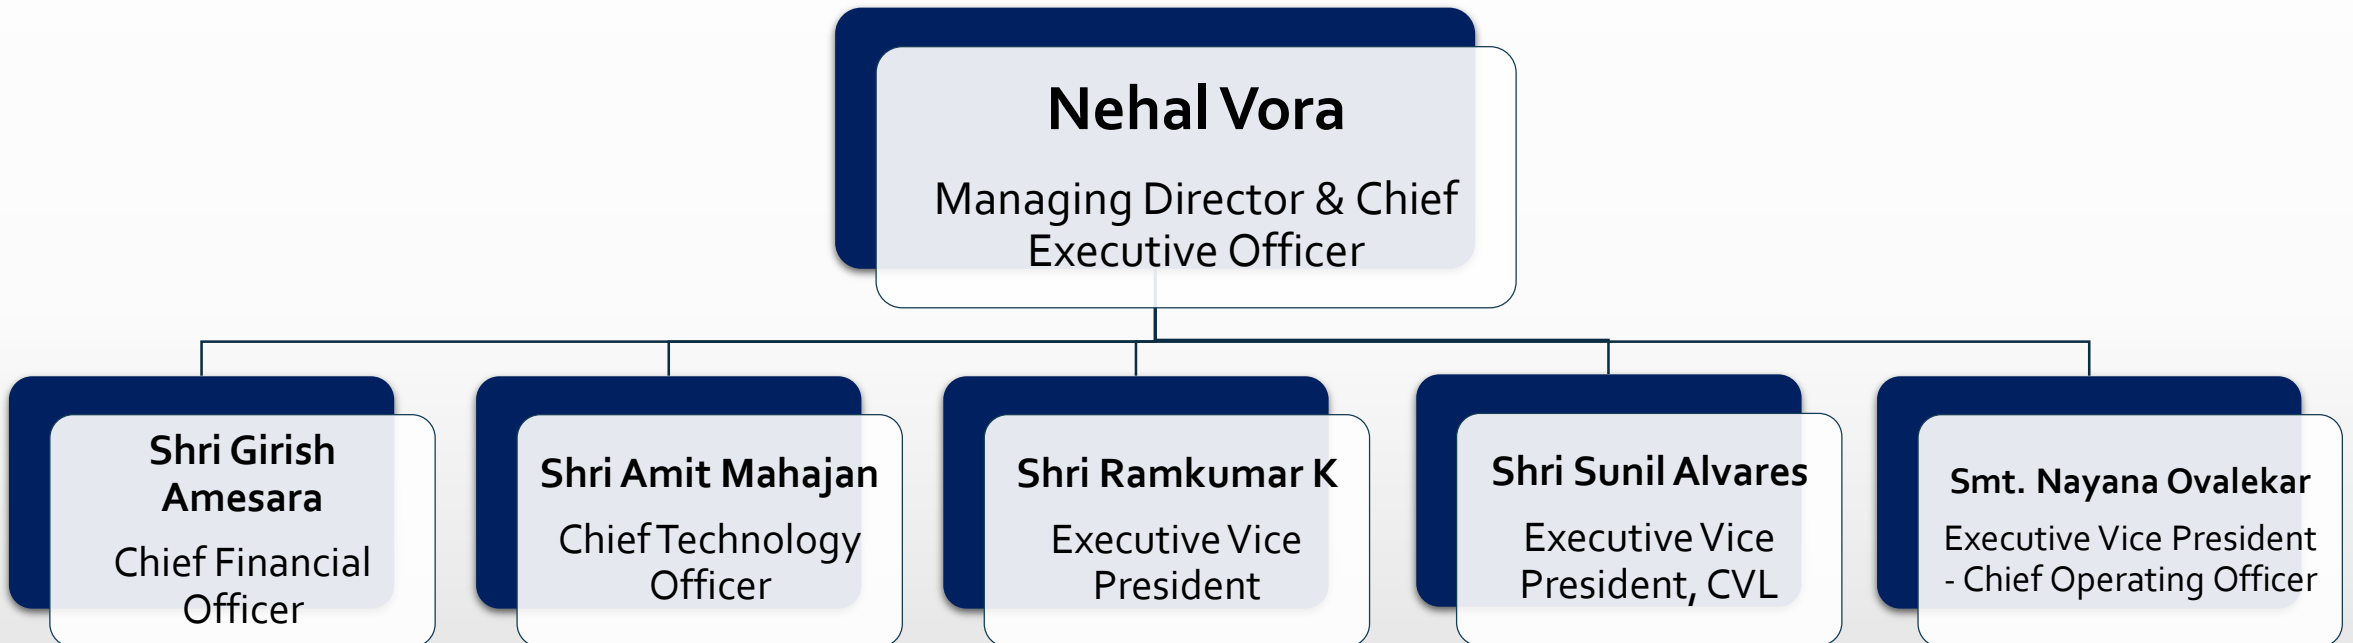 Nehal Vora
Managing Director & Chief
Executive Officer
Shri Girish
Amesara
Chief Financial
Officer
Shri Amit Mahajan
Chief Technology
Officer
Shri Ramkumar K
Executive Vice
President
Shri Sunil Alvares
Executive Vice
President, CVL
Smt. Nayana Ovalekar
Executive Vice President
- Chief Operating Officer